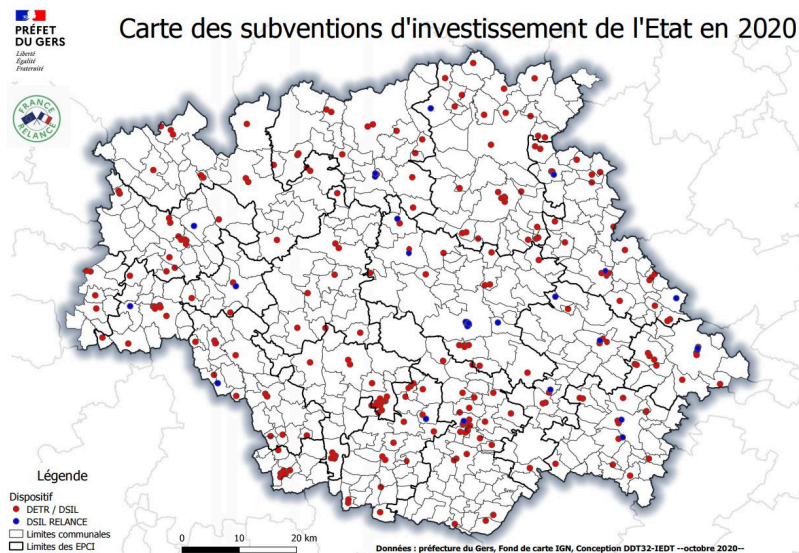 Carte des subventions d'investissement de l'Etat en 2020
PRÉFET
DU GERS
Liberté
Égalité
Fraternité
FRANCE
RELANCE
Légende
Dispositif
DETR / DSIL
DSIL RELANCE
Limites communales
Limites des EPCI
0 10 20 km
Données : préfecture du Gers, Fond de carte IGN, Conception DDT32-IEDT --octobre 2020--